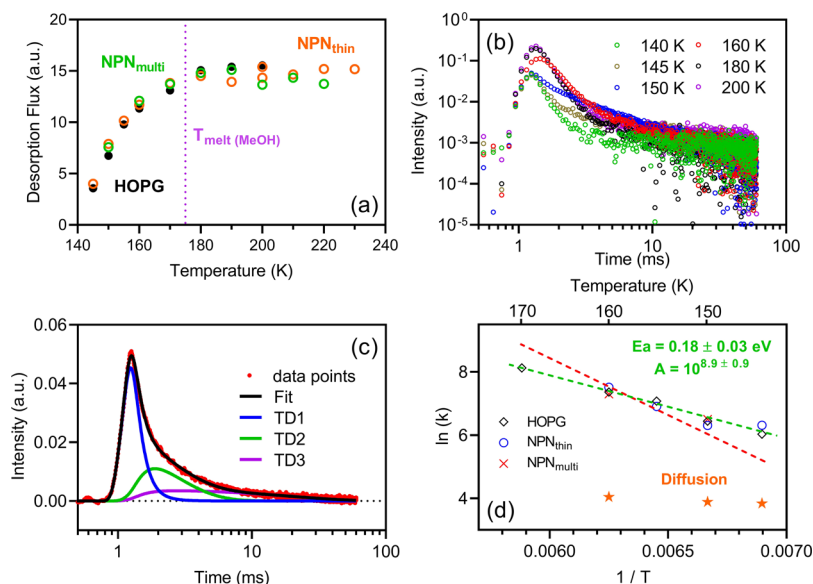 (a)
20
15
10
5
0
Desorption Flux (a.u.)
NPNmulti
NPNthin
Tmelt (MeOH)
HOPG
140 160 180 200 220 240
Temperature (K)
(b)
10^0
10^-1
10^-2
10^-3
10^-4
10^-5
Intensity (a.u.)
140 K 160 K
145 K 180 K
150 K 200 K
1 10 100
Time (ms)
(c)
0.06
0.04
0.02
0.00
Intensity (a.u.)
data points
Fit
TD1
TD2
TD3
1 10 100
Time (ms)
Temperature (K)
170 160 150
Ea = 0.18 ± 0.03 eV
A = 10^8.9 ± 0.9
8
6
4
ln (k)
HOPG
NPNthin
NPNmulti
Diffusion
(d)
0.0060 0.0065 0.0070
1 / T